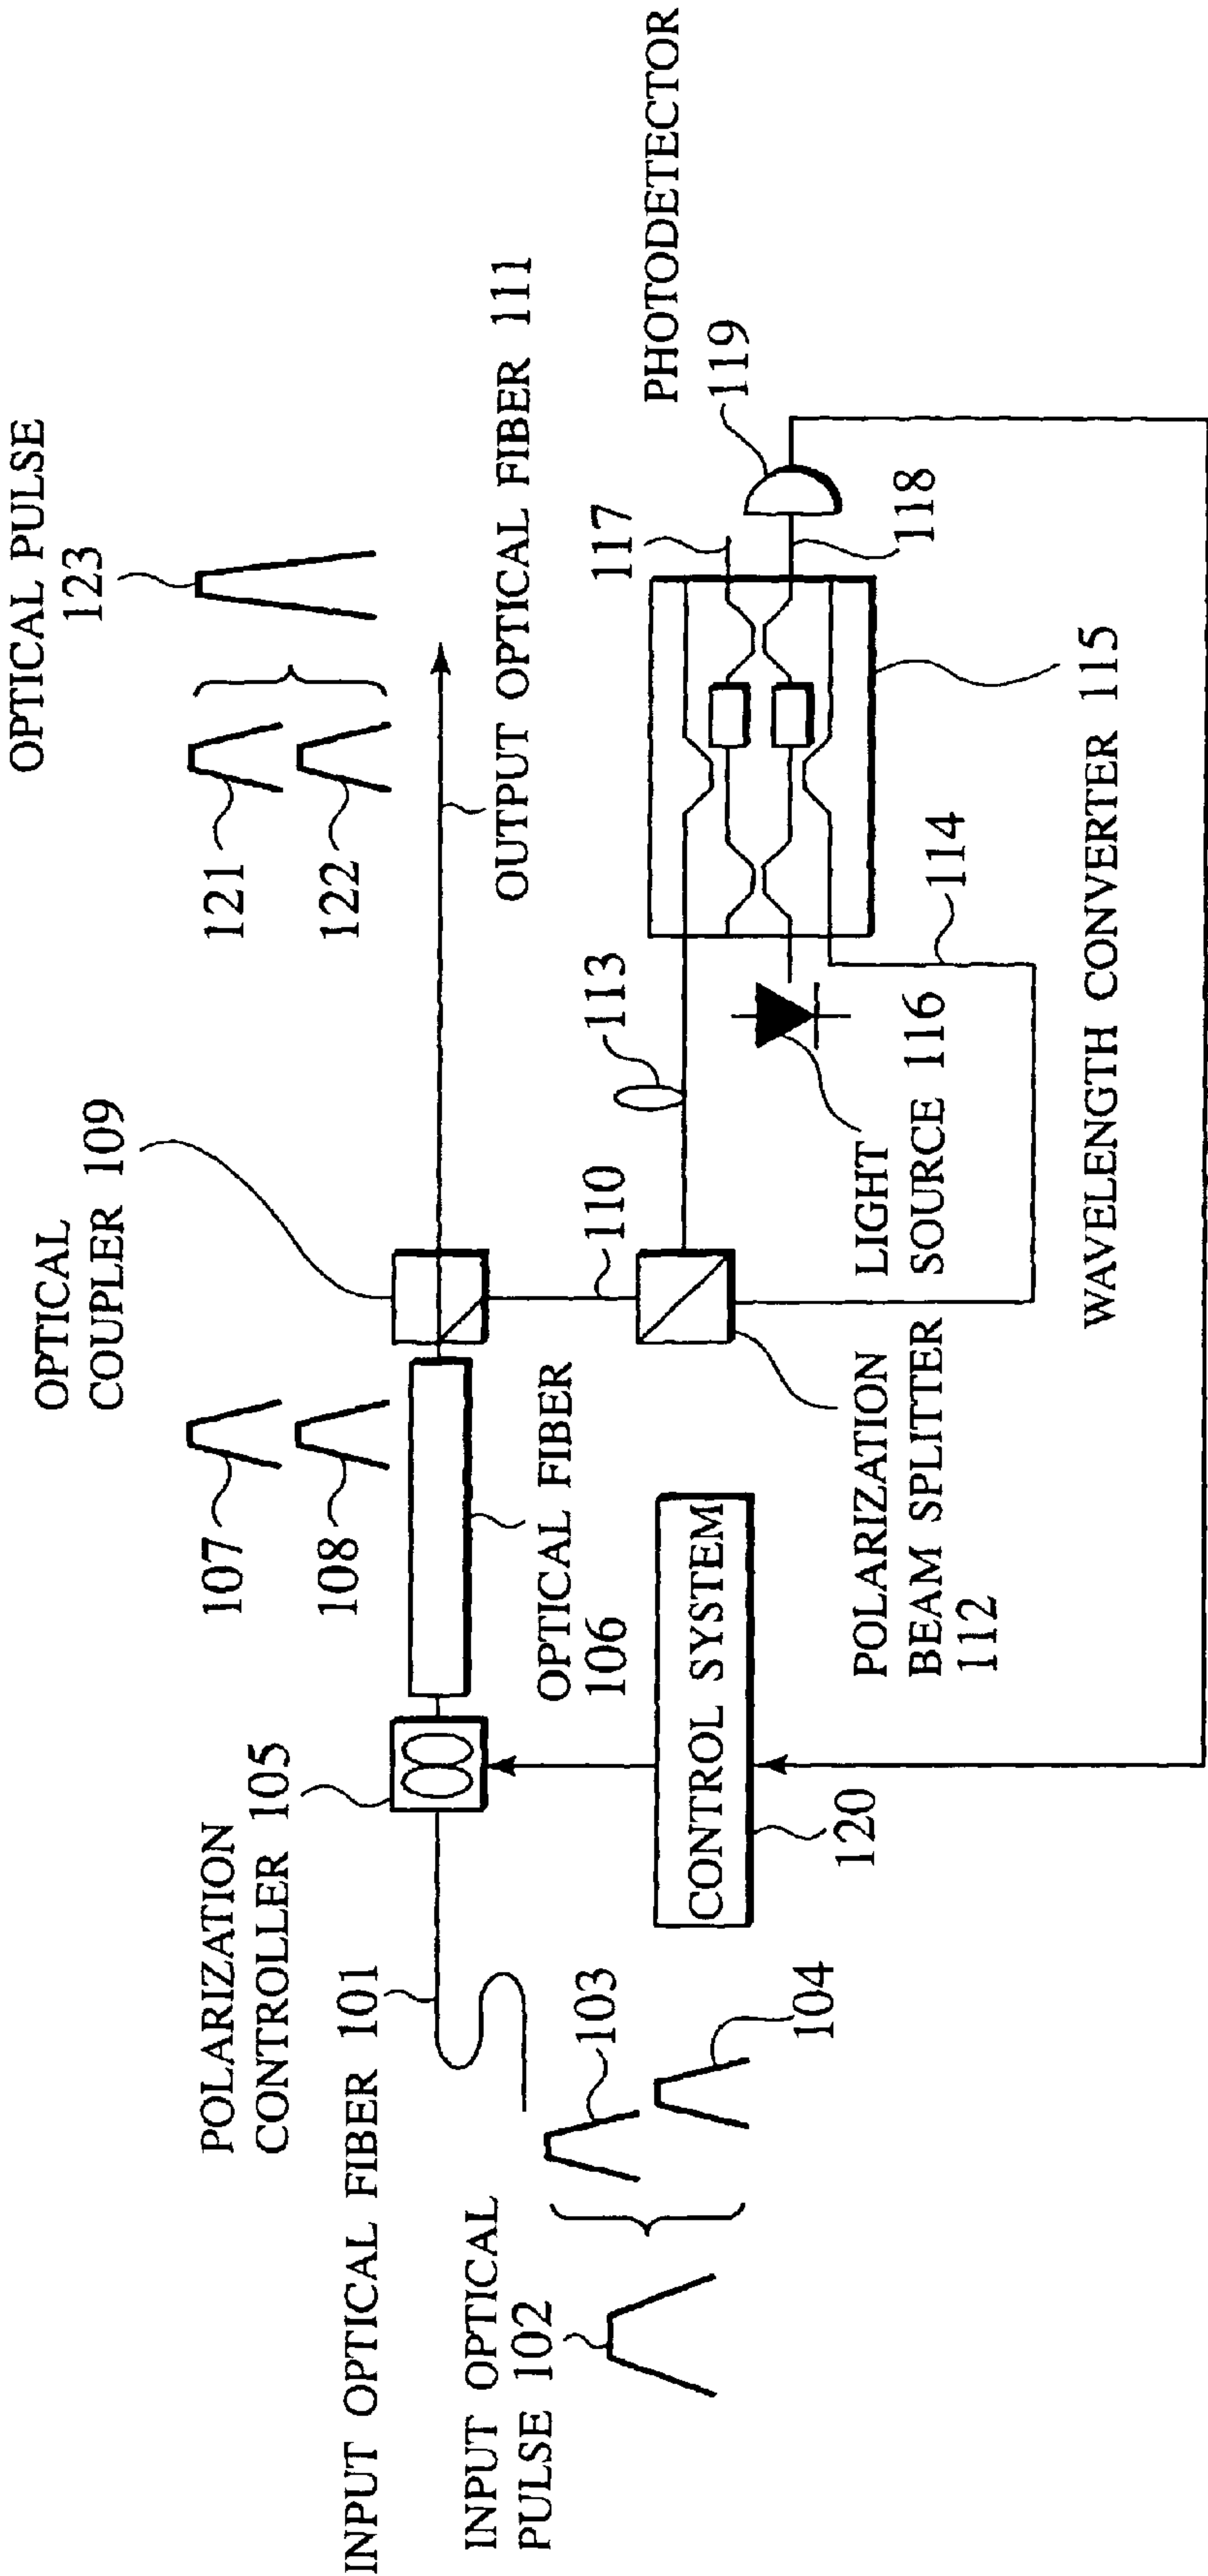 OPTICAL PULSE
123
121
122
OPTICAL
COUPLER 109
107
108
POLARIZATION
CONTROLLER 105
INPUT OPTICAL FIBER 101
INPUT OPTICAL
PULSE 102
103
104
OPTICAL FIBER
106
OUTPUT OPTICAL FIBER 111
110
113
117
PHOTODETECTOR
119
118
CONTROL SYSTEM
120
POLARIZATION
BEAM SPLITTER
112
LIGHT
SOURCE 116
114
WAVELENGTH CONVERTER 115